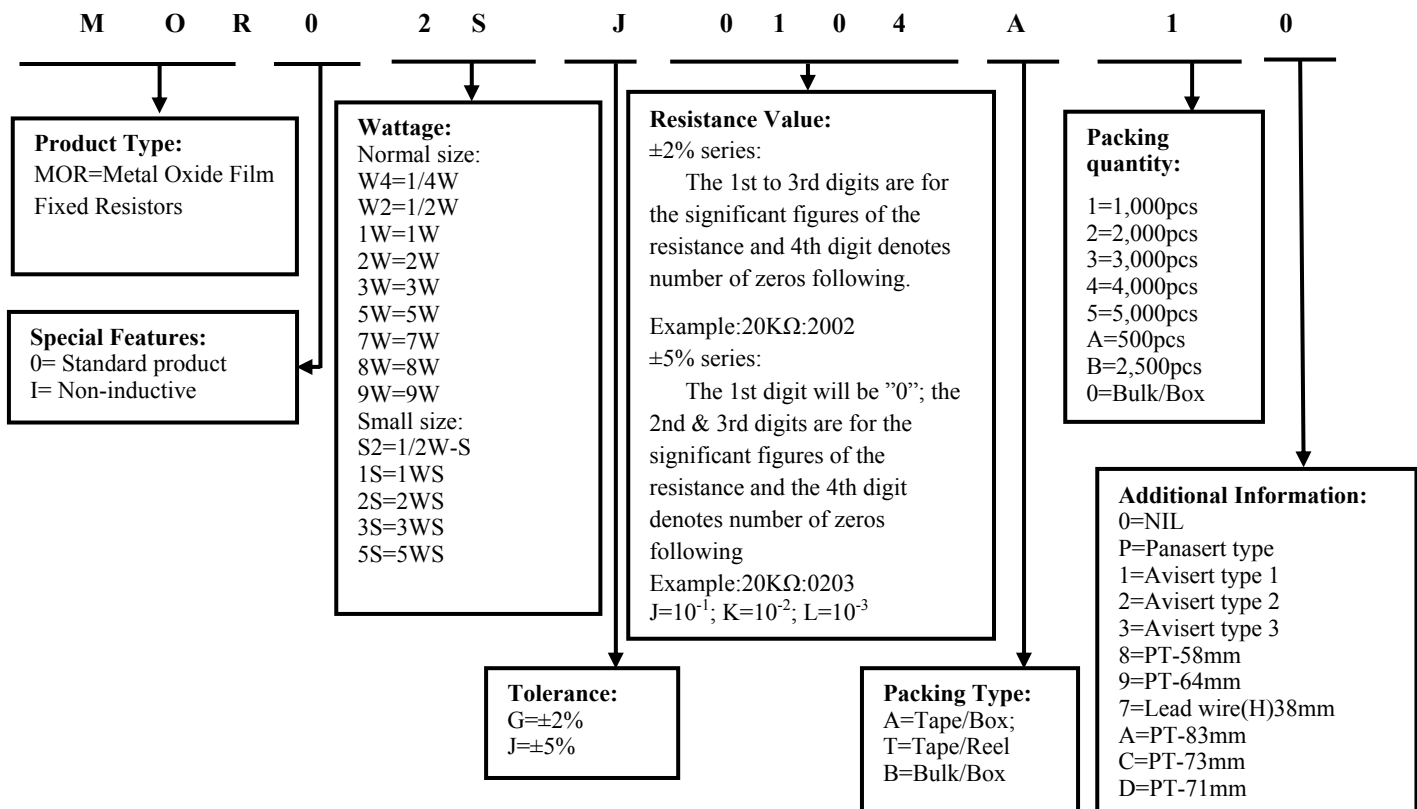 M O R 0 2 S J 0 1 0 4 A 1 0
Product Type:
MOR=Metal Oxide Film
Fixed Resistors
Special Features:
0= Standard product
I= Non-inductive
Wattage:
Normal size:
W4=1/4W
W2=1/2W
1W=1W
2W=2W
3W=3W
5W=5W
7W=7W
8W=8W
9W=9W
Small size:
S2=1/2W-S
1S=1WS
2S=2WS
3S=3WS
5S=5WS
Tolerance:
G=±2%
J=±5%
Resistance Value:
±2% series:
The 1st to 3rd digits are for
the significant figures of the
resistance and 4th digit denotes
number of zeros following.
Example:20KΩ:2002
±5% series:
The 1st digit will be ”0”; the
2nd & 3rd digits are for the
significant figures of the
resistance and the 4th digit
denotes number of zeros
following
Example:20KΩ:0203
J=10⁻¹; K=10⁻²; L=10⁻³
Packing Type:
A=Tape/Box;
T=Tape/Reel
B=Bulk/Box
Packing
quantity:
1=1,000pcs
2=2,000pcs
3=3,000pcs
4=4,000pcs
5=5,000pcs
A=500pcs
B=2,500pcs
0=Bulk/Box
Additional Information:
0=NIL
P=Panasert type
1=Avisert type 1
2=Avisert type 2
3=Avisert type 3
8=PT-58mm
9=PT-64mm
7=Lead wire(H)38mm
A=PT-83mm
C=PT-73mm
D=PT-71mm